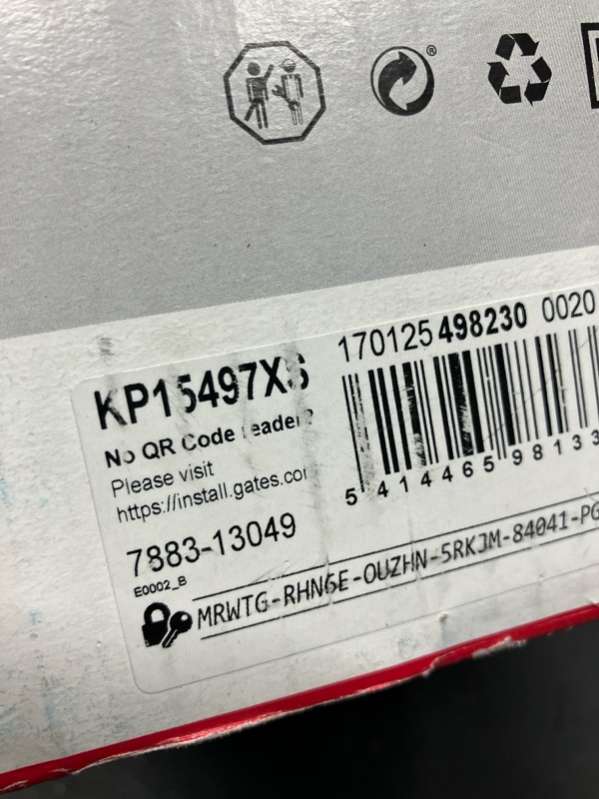 KP15497XS
170125 498230 0020
No QR Code reader?
Please visit
https://install.gates.com
5 414465 98133
7883-13049
E0002_B
MRWTG-RHNGE-OUZHN-5RKJM-84041-PG
®